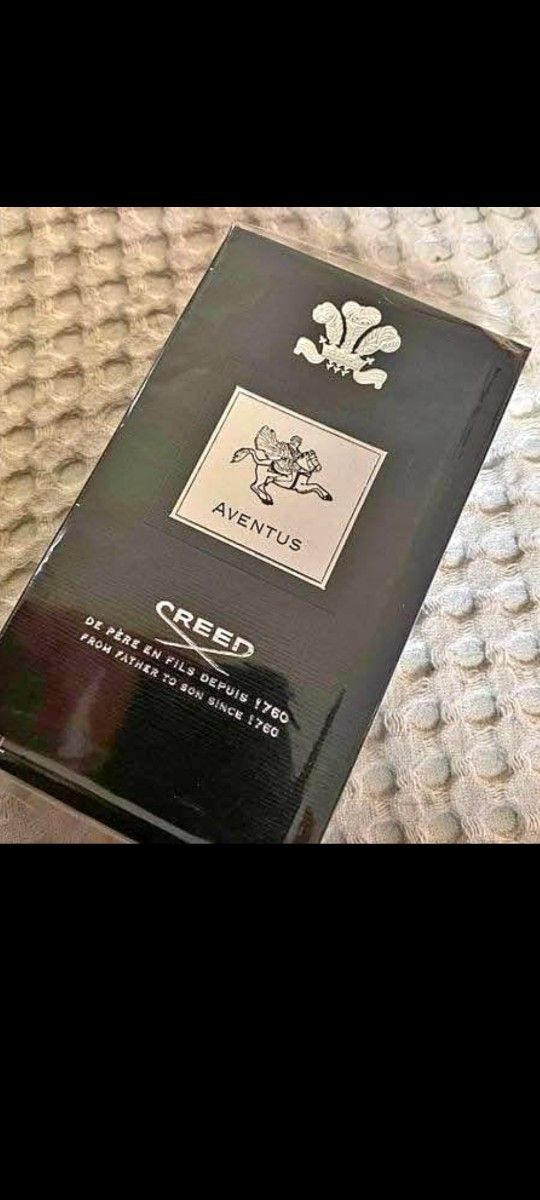 AVENTUS
CREED
DE PÈRE EN FILS DEPUIS 1760
FROM FATHER TO SON SINCE 1760